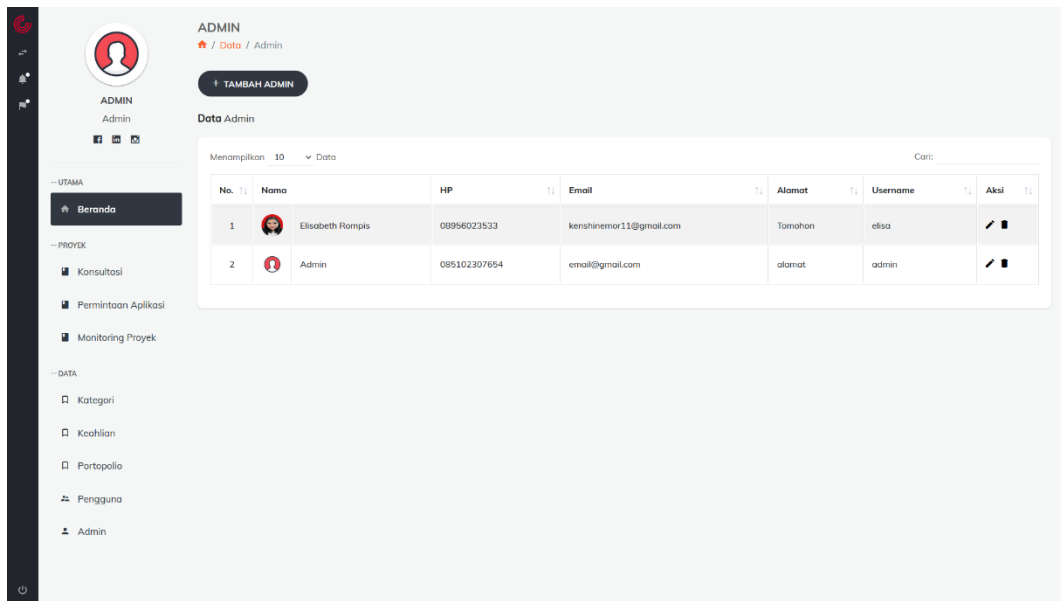 ADMIN
Admin
-- UTAMA
Beranda
-- PROYEK
Konsultasi
Permintaan Aplikasi
Monitoring Proyek
-- DATA
Kategori
Keahlian
Portopolio
Pengguna
Admin
ADMIN
/ Data / Admin
+ TAMBAH ADMIN
Data Admin
Menampilkan 10 Data
Cari:
No. Nama HP Email Alamat Username Aksi
1 Elisabeth Rompis 08956023533 kenshinemor11@gmail.com Tomohon elisa
2 Admin 085102307654 email@gmail.com alamat admin